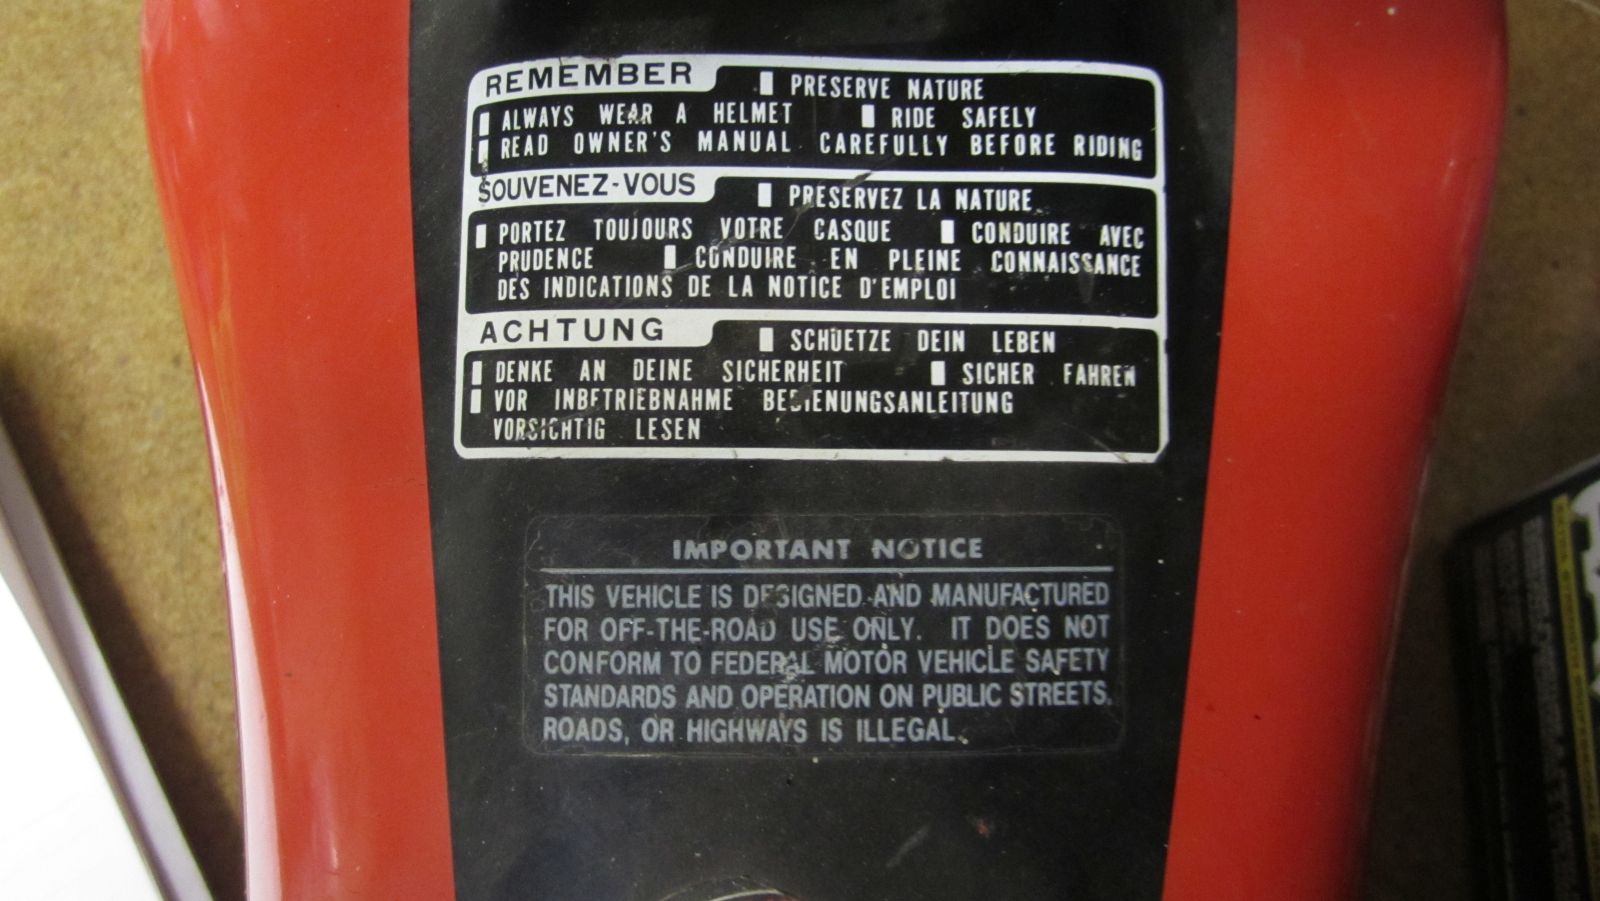 REMEMBER ▮ PRESERVE NATURE
▮ ALWAYS WEAR A HELMET ▮ RIDE SAFELY
▮ READ OWNER'S MANUAL CAREFULLY BEFORE RIDING
SOUVENEZ-VOUS ▮ PRESERVEZ LA NATURE
▮ PORTEZ TOUJOURS VOTRE CASQUE ▮ CONDUIRE AVEC
PRUDENCE ▮ CONDUIRE EN PLEINE CONNAISSANCE
DES INDICATIONS DE LA NOTICE D'EMPLOI
ACHTUNG ▮ SCHUETZE DEIN LEBEN
▮ DENKE AN DEINE SICHERHEIT ▮ SICHER FAHREN
▮ VOR INBETRIEBNAHME BEDIENUNGSANLEITUNG
VORSICHTIG LESEN
IMPORTANT NOTICE
THIS VEHICLE IS DESIGNED AND MANUFACTURED
FOR OFF-THE-ROAD USE ONLY. IT DOES NOT
CONFORM TO FEDERAL MOTOR VEHICLE SAFETY
STANDARDS AND OPERATION ON PUBLIC STREETS,
ROADS, OR HIGHWAYS IS ILLEGAL.